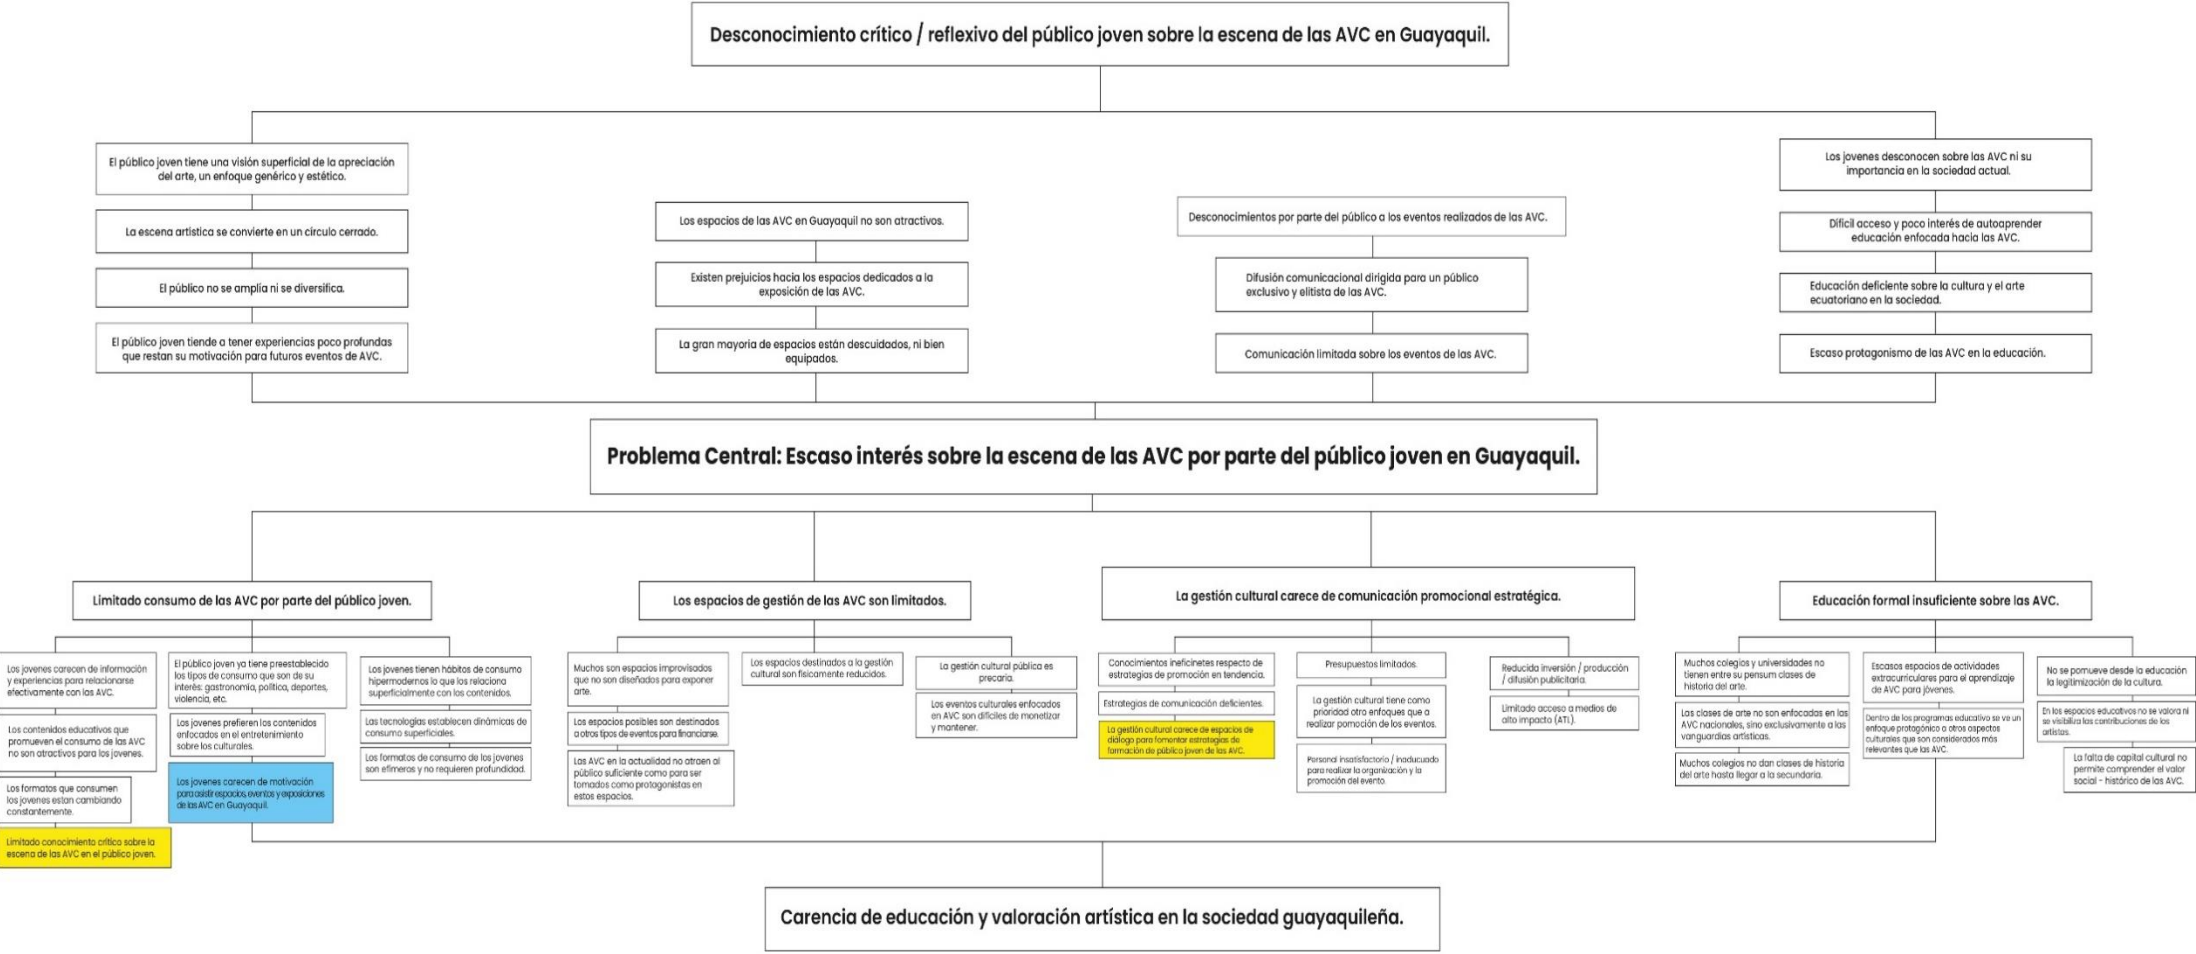 Desconocimiento crítico / reflexivo del público joven sobre la escena de las AVC en Guayaquil.
El público joven tiene una visión superficial de la apreciación
del arte, un enfoque genérico y estético.
La escena artistica se convierte en un círculo cerrado.
El público no se amplia ni se diversifica.
El público joven tiende a tener experiencias poco profundas
que restan su motivación para futuros eventos de AVC.
Los espacios de las AVC en Guayaquil no son atractivos.
Existen prejuicios hacia los espacios dedicados a la
exposición de las AVC.
La gran mayoria de espacios están descuidados, ni bien
equipados.
Desconocimientos por parte del público a los eventos realizados de las AVC.
Difusión comunicacional dirigida para un público
exclusivo y elitista de las AVC.
Comunicación limitada sobre los eventos de las AVC.
Los jovenes desconocen sobre las AVC ni su
importancia en la sociedad actual.
Difícil acceso y poco interés de autoaprender
educación enfocada hacia las AVC.
Educación deficiente sobre la cultura y el arte
ecuatoriano en la sociedad.
Escaso protagonismo de las AVC en la educación.
Problema Central: Escaso interés sobre la escena de las AVC por parte del público joven en Guayaquil.
Limitado consumo de las AVC por parte del público joven.
Los jovenes carecen de información
y experiencias para relacionarse
efectivamente con las AVC.
Los contenidos educativos que
promueven el consumo de las AVC
no son atractivos para los jovenes.
Los formatos que consumen
los jovenes estan cambiando
constantemente.
Limitado conocimiento crítico sobre la
escena de las AVC en el público joven.
El público joven ya tiene preestablecido
los tipos de consumo que son de su
interés: gastronomia, política, deportes,
violencia, etc.
Los jovenes prefieren los contenidos
enfocados en el entretenimiento
sobre los culturales.
Los jovenes carecen de motivación
para asistir espacios, eventos y exposiciones
de las AVC en Guayaquil.
Los jovenes tienen hábitos de consumo
hipermodernos lo que los relaciona
superficialmente con los contenidos.
Las tecnologías establecen dinámicas de
consumo superficiales.
Los formatos de consumo de los jovenes
son efímeros y no requieren profundidad.
Los espacios de gestión de las AVC son limitados.
Muchos son espacios improvisados
que no son diseñados para exponer
arte.
Los espacios posibles son destinados
a otros tipos de eventos para financiarse.
Las AVC en la actualidad no atraen al
público suficiente como para ser
tomados como protagonistas en
estos espacios.
Los espacios destinados a la gestión
cultural son fisicamente reducidos.
La gestión cultural pública es
precaria.
Los eventos culturales enfocados
en AVC son difíciles de monetizar
y mantener.
La gestión cultural carece de comunicación promocional estratégica.
Conocimientos ineficinetes respecto de
estrategias de promoción en tendencia.
Estrategias de comunicación deficientes.
La gestión cultural carece de espacios de
diálogo para fomentar estrategias de
formación de público joven de las AVC.
Presupuestos limitados.
La gestión cultural tiene como
prioridad otro enfoques que a
realizar pomoción de los eventos.
Personal insatisfactorio / inaducuado
para realizar la organización y la
promoción del evento.
Reducida inversión / producción
/ difusión publicitaria.
Limitado acceso a medios de
alto impacto (ATL).
Educación formal insuficiente sobre las AVC.
Muchos colegios y universidades no
tienen entre su pensum clases de
historia del arte.
Las clases de arte no son enfocadas en las
AVC nacionales, sino exclusivamente a las
vanguardias artísticas.
Muchos colegios no dan clases de historia
del arte hasta llegar a la secundaria.
Escasos espacios de actividades
extracurriculares para el aprendizaje
de AVC para jóvenes.
Dentro de los programas educativo se ve un
enfoque protagónico a otros aspectos
culturales que son considerados más
relevantes que las AVC.
No se pomueve desde la educación
la legitimización de la cultura.
En los espacios educativos no se valora ni
se visibiliza las contribuciones de los
artistas.
La falta de capital cultural no
permite comprender el valor
social - histórico de las AVC.
Carencia de educación y valoración artística en la sociedad guayaquileña.